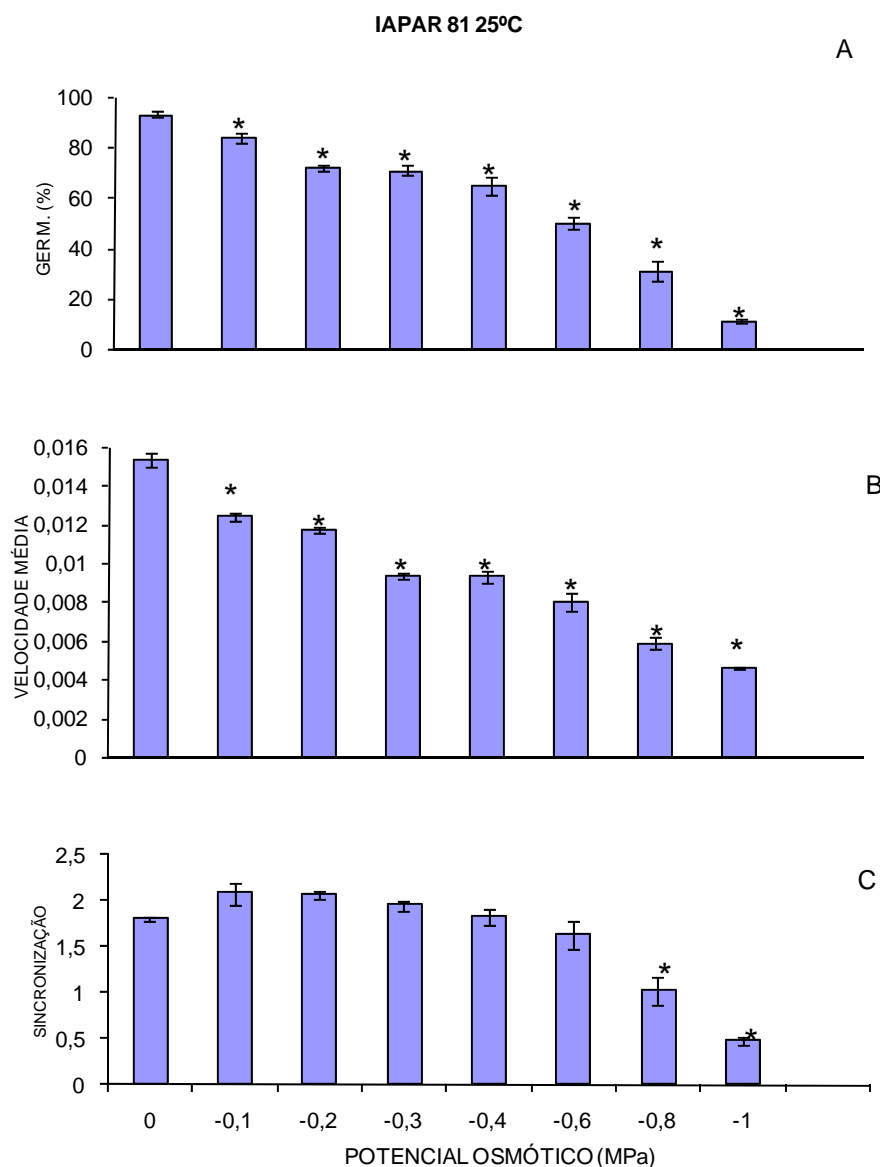 IAPAR 81 25ºC
A
100
80
60
40
20
0
GERM. (%)
* * * * * * *
B
0,016
0,014
0,012
0,01
0,008
0,006
0,004
0,002
0
VELOCIDADE MÉDIA
* * * * * * *
C
2,5
2
1,5
1
0,5
0
SINCRONIZAÇÃO
* *
0 -0,1 -0,2 -0,3 -0,4 -0,6 -0,8 -1
POTENCIAL OSMÓTICO (MPa)